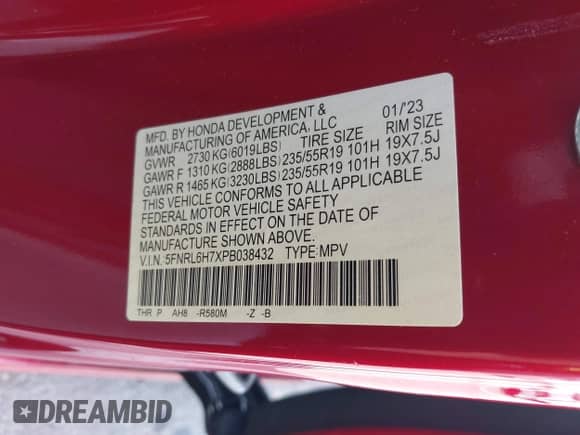 MFD. BY HONDA DEVELOPMENT & 01/'23
MANUFACTURING OF AMERICA, LLC
GVWR 2730 KG(6019LBS) TIRE SIZE RIM SIZE
GAWR F 1310 KG(2888LBS) 235/55R19 101H 19X7.5J
GAWR R 1465 KG(3230LBS) 235/55R19 101H 19X7.5J
THIS VEHICLE CONFORMS TO ALL APPLICABLE
FEDERAL MOTOR VEHICLE SAFETY
STANDARDS IN EFFECT ON THE DATE OF
MANUFACTURE SHOWN ABOVE.
V.I.N.:5FNRL6H7XPB038432 TYPE:MPV
THR P AH8 -R580M -Z -B
DREAMBID